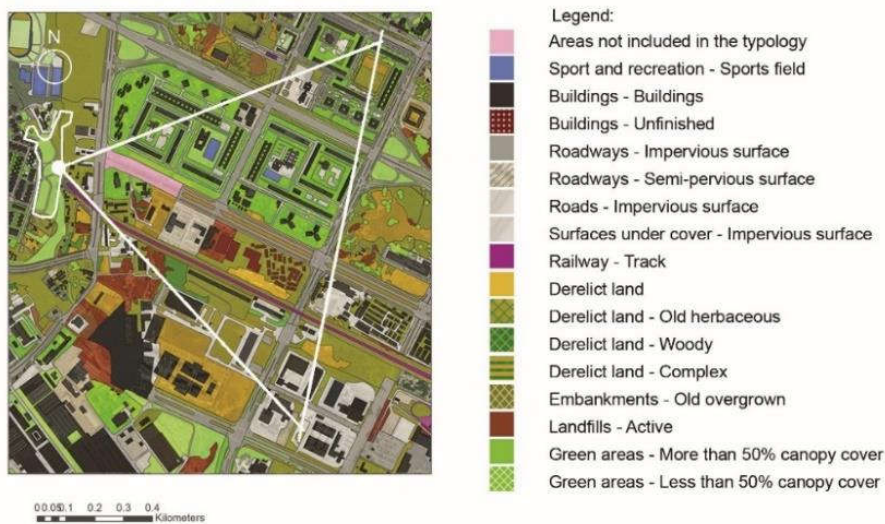 N
Legend:
Areas not included in the typology
Sport and recreation - Sports field
Buildings - Buildings
Buildings - Unfinished
Roadways - Impervious surface
Roadways - Semi-pervious surface
Roads - Impervious surface
Surfaces under cover - Impervious surface
Railway - Track
Derelict land
Derelict land - Old herbaceous
Derelict land - Woody
Derelict land - Complex
Embankments - Old overgrown
Landfills - Active
Green areas - More than 50% canopy cover
Green areas - Less than 50% canopy cover
0 0.05 0.1 0.2 0.3 0.4
Kilometers